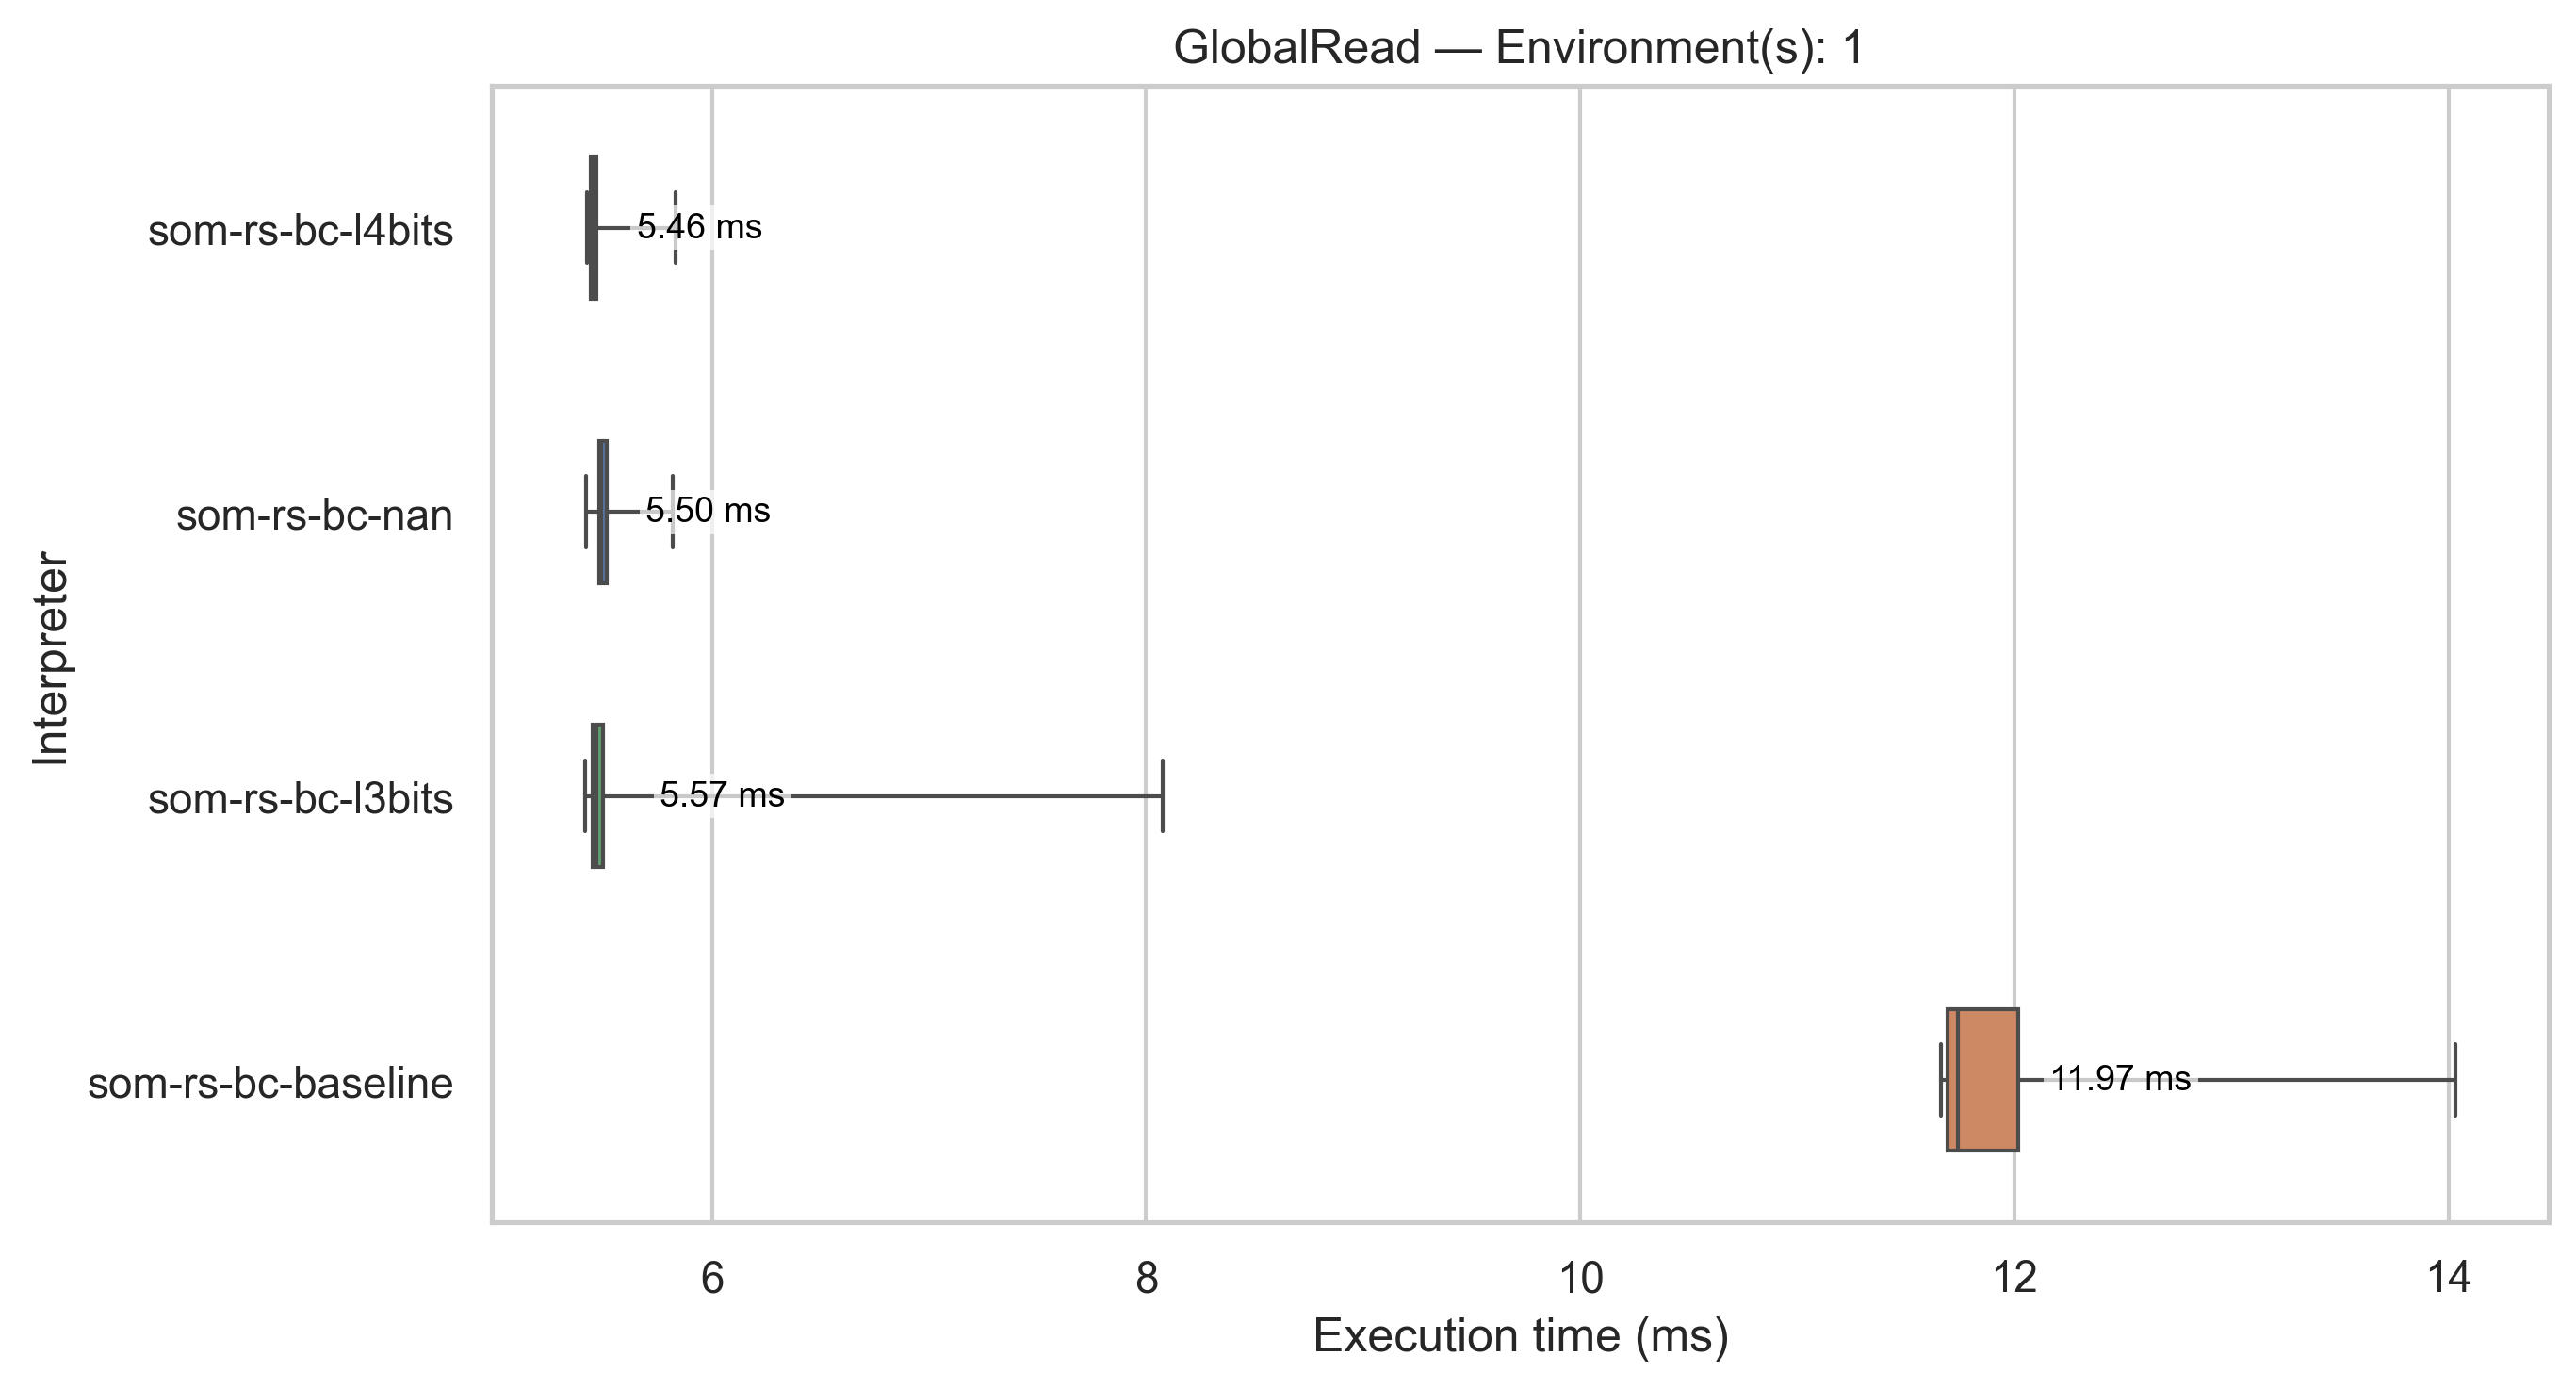 GlobalRead — Environment(s): 1
som-rs-bc-l4bits
5.46 ms
som-rs-bc-nan
5.50 ms
Interpreter
som-rs-bc-l3bits
5.57 ms
som-rs-bc-baseline
11.97 ms
6 8 10 12 14
Execution time (ms)